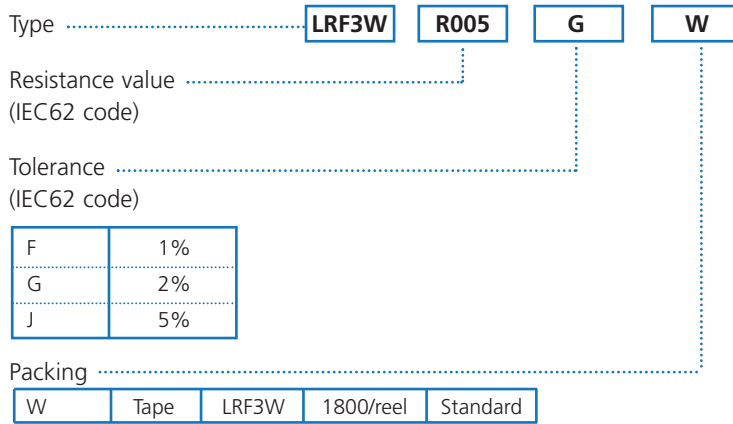 Type LRF3W R005 G W
Resistance value
(IEC62 code)
Tolerance
(IEC62 code)
F 1%
G 2%
J 5%
Packing
W Tape LRF3W 1800/reel Standard